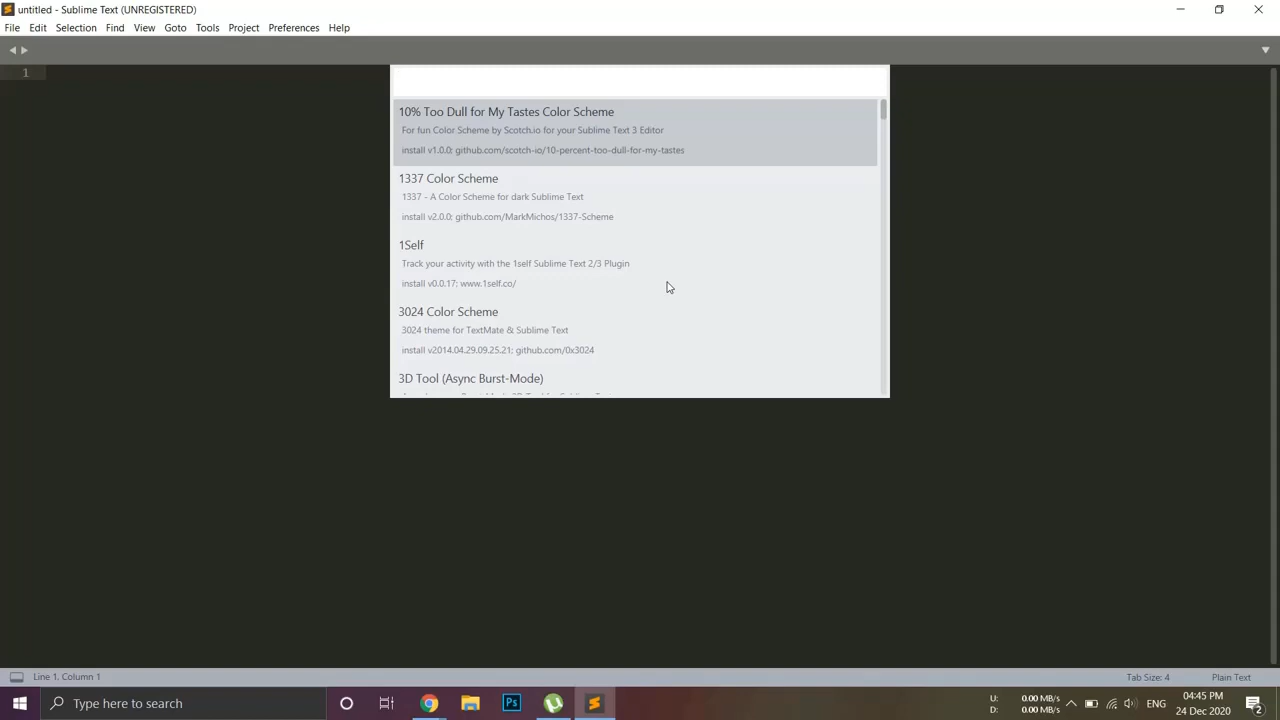 untitled - Sublime Text (UNREGISTERED)
File Edit Selection Find View Goto Tools Project Preferences Help
1
10% Too Dull for My Tastes Color Scheme
For fun Color Scheme by Scotch.io for your Sublime Text 3 Editor
install v1.0.0; github.com/scotch-io/10-percent-too-dull-for-my-tastes
1337 Color Scheme
1337 - A Color Scheme for dark Sublime Text
install v2.0.0; github.com/MarkMichos/1337-Scheme
1Self
Track your activity with the 1self Sublime Text 2/3 Plugin
install v0.0.17; www.1self.co/
3024 Color Scheme
3024 theme for TextMate & Sublime Text
install v2014.04.29.09.25.21; github.com/0x3024
3D Tool (Async Burst-Mode)
Line 1, Column 1
Tab Size: 4
Plain Text
Type here to search
Ps
U: 0.00 MB/s
D: 0.00 MB/s
ENG
04:45 PM
24 Dec 2020
2